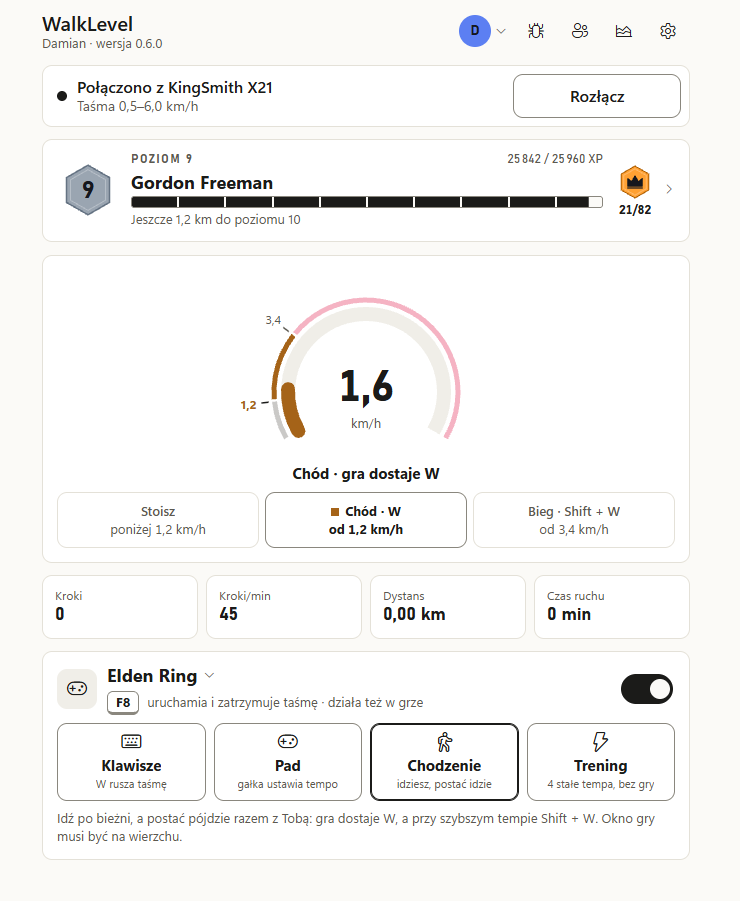 WalkLevel
Damian · wersja 0.6.0
D
Połączono z KingSmith X21
Taśma 0,5–6,0 km/h
Rozłącz
9
POZIOM 9
25 842 / 25 960 XP
Gordon Freeman
Jeszcze 1,2 km do poziomu 10
21/82
3,4
1,2
1,6
km/h
Chód · gra dostaje W
Stoisz
poniżej 1,2 km/h
Chód · W
od 1,2 km/h
Bieg · Shift + W
od 3,4 km/h
Kroki
0
Kroki/min
45
Dystans
0,00 km
Czas ruchu
0 min
Elden Ring
F8 uruchamia i zatrzymuje taśmę · działa też w grze
Klawisze
W rusza taśmę
Pad
gałka ustawia tempo
Chodzenie
idziesz, postać idzie
Trening
4 stałe tempa, bez gry
Idź po bieżni, a postać pójdzie razem z Tobą: gra dostaje W, a przy szybszym tempie Shift + W. Okno gry
musi być na wierzchu.